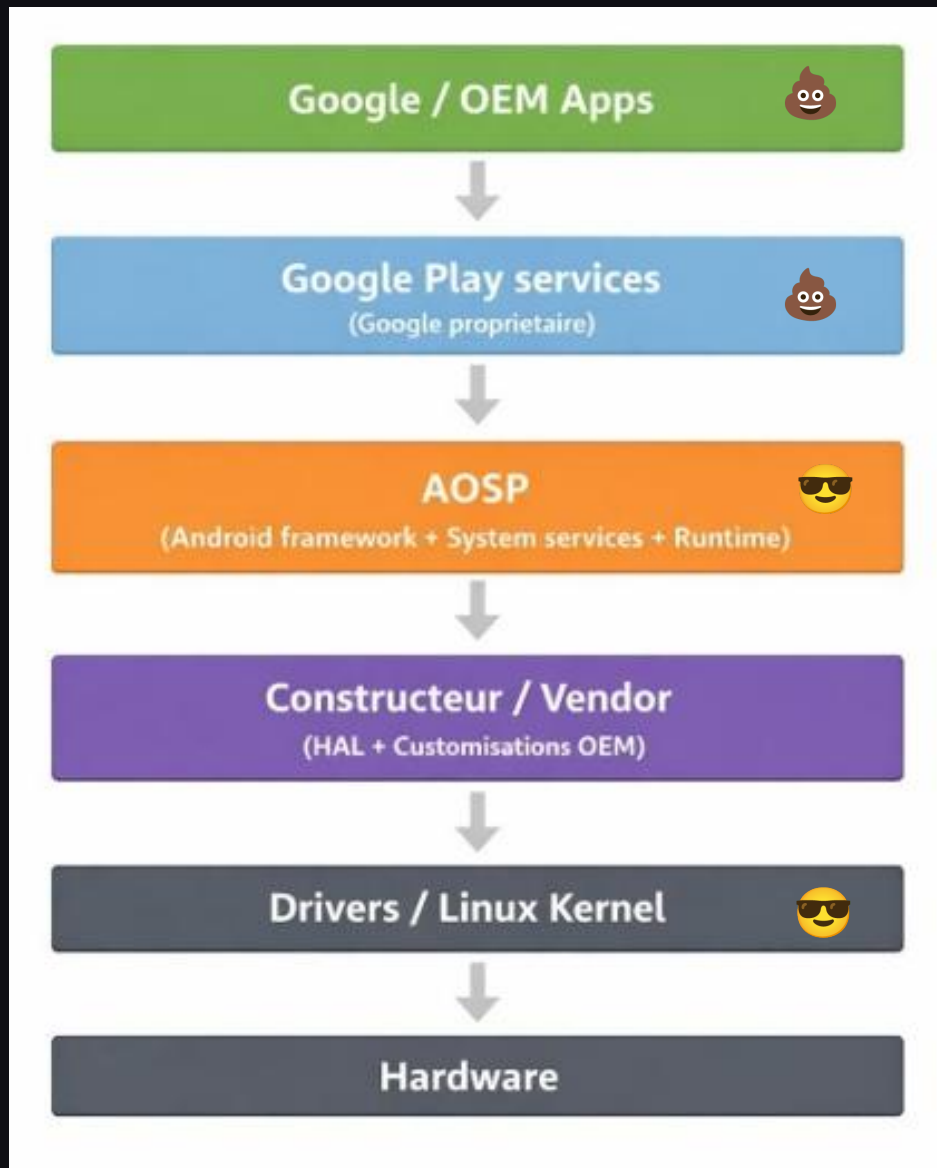 Google / OEM Apps
Google Play services
(Google proprietaire)
AOSP
(Android framework + System services + Runtime)
Constructeur / Vendor
(HAL + Customisations OEM)
Drivers / Linux Kernel
Hardware